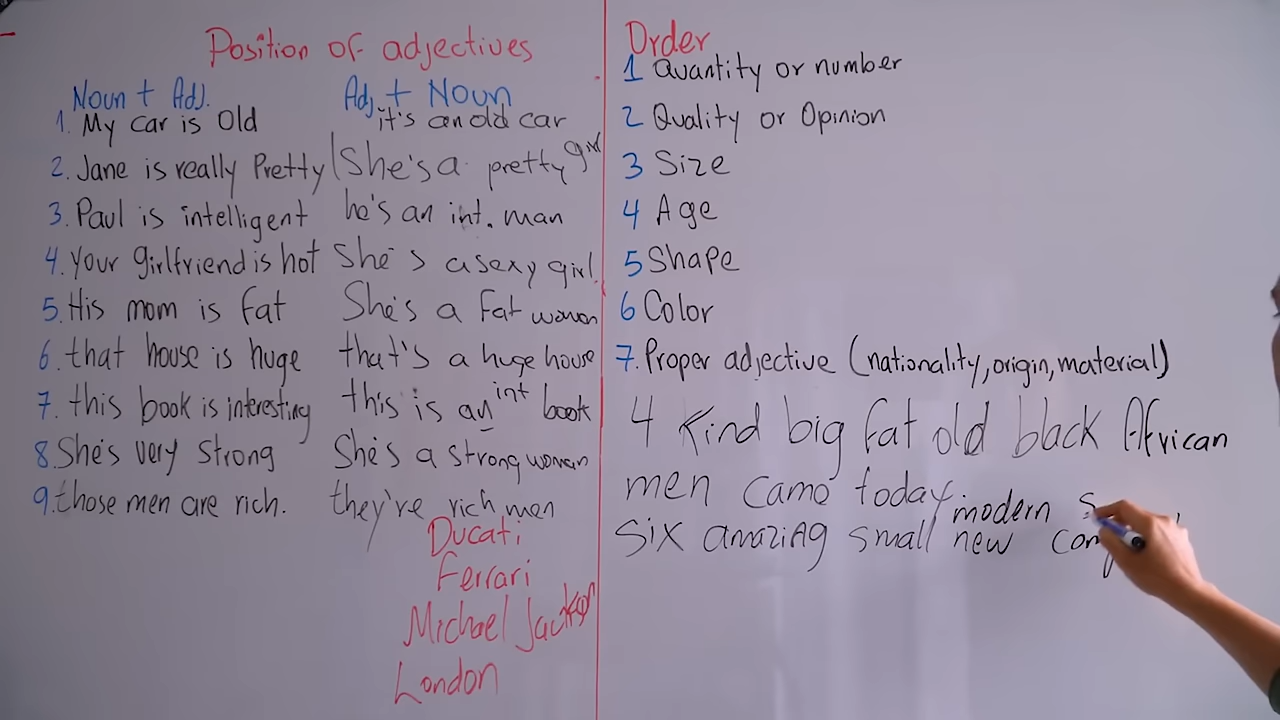 Position of adjectives
Noun + Adj.
1. My car is Old
2. Jane is really Pretty
3. Paul is intelligent
4. Your Girlfriend is hot
5. His mom is fat
6. that house is huge
7. this book is interesting
8. She's very strong
9. those men are rich.
Adj + Noun
it's an old car
She's a pretty girl
he's an int. man
She's a sexy girl.
She's a fat woman
that's a huge house
this is an int book
She's a strong woman
they're rich men
Ducati
Ferrari
Michael Jackson
London
Order
1 Quantity or number
2 Quality or Opinion
3 Size
4 Age
5 Shape
6 Color
7. Proper adjective (nationality, origin, material)
4 Kind big fat old black African
men came today
modern
six amazing small new